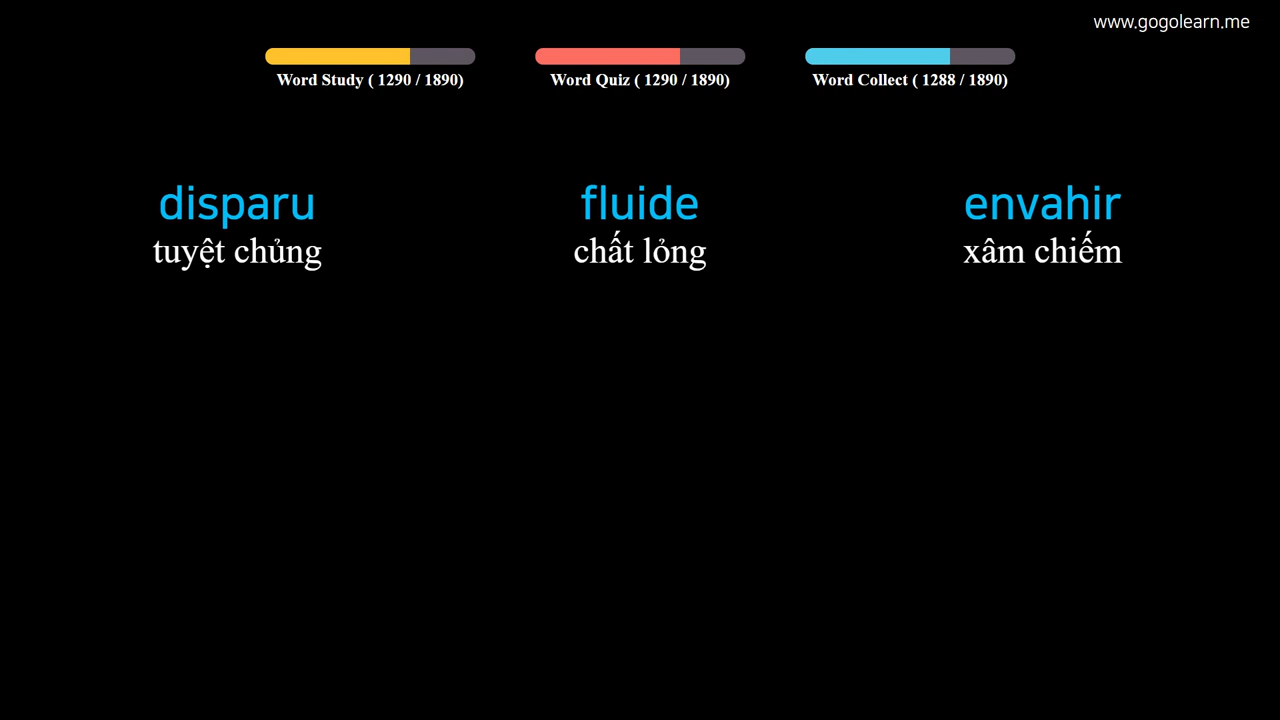 www.gogolearn.me
Word Study ( 1290 / 1890)
Word Quiz ( 1290 / 1890)
Word Collect ( 1288 / 1890)
disparu
tuyệt chủng
fluide
chất lỏng
envahir
xâm chiếm